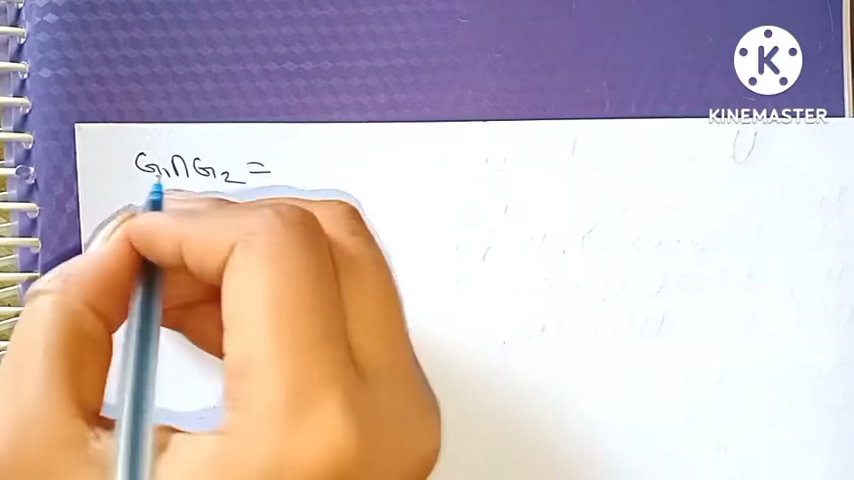 K
KINEMASTER
G₁∩G₂ =